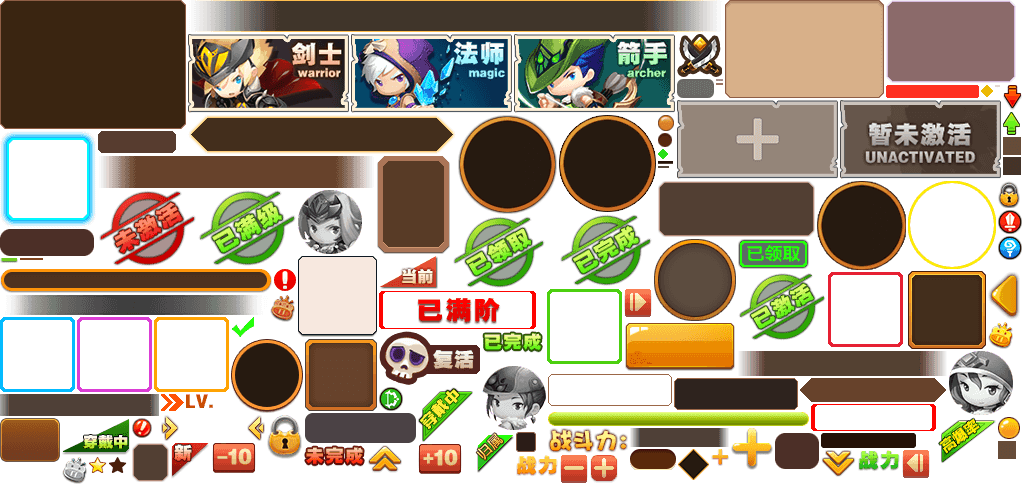 剑士
warrior
法师
magic
箭手
archer
暂未激活
UNACTIVATED
未激活
已满级
已领取
已完成
已领取
当前
已满阶
已激活
已完成
复活
LV.
穿戴中
穿戴中
新
-10
未完成
+10
归属
战斗力:
战力
战力
高爆率